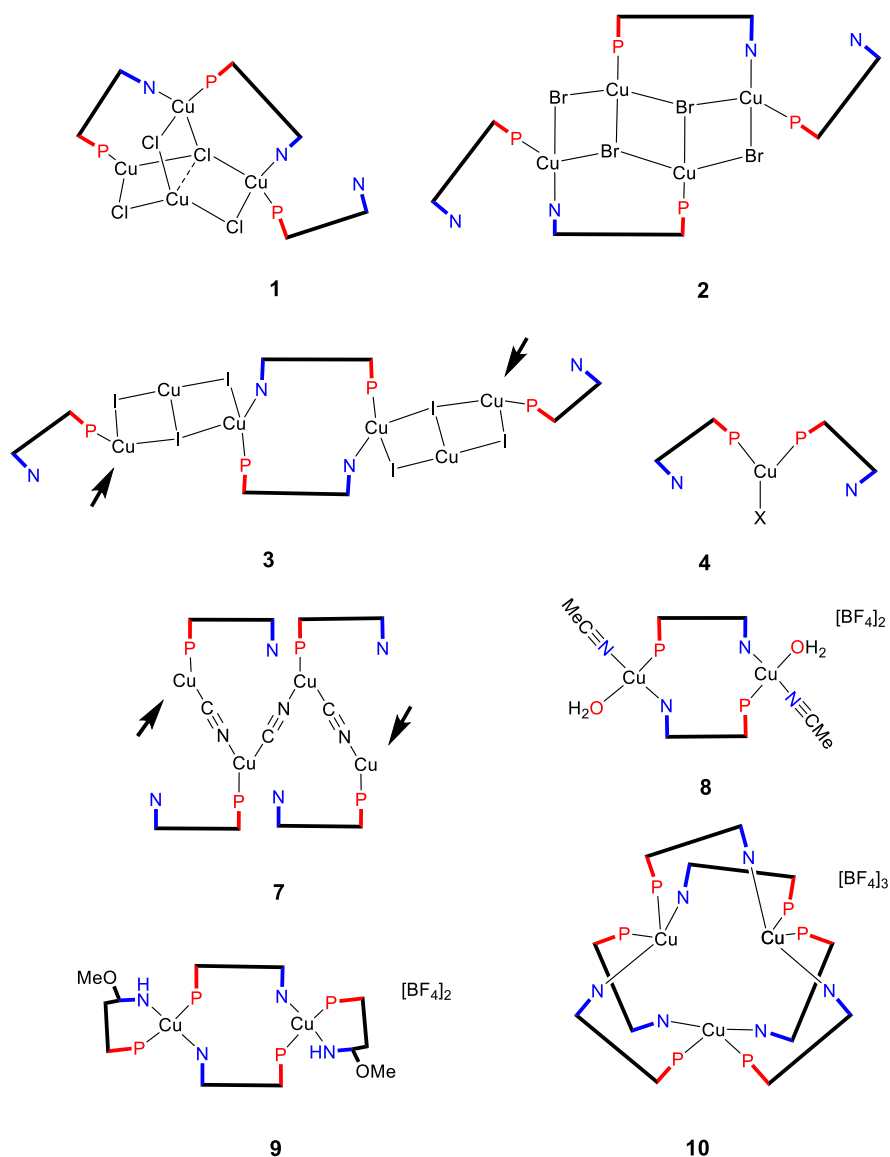 N P Cu Cl Cl N P Cu Cu Cu N P Cl Cl
P N N Br Cu Br Cu P P Cu Br Cu Br N P N
1
2
I Cu I N P Cu P N P Cu I Cu N I Cu P N I Cu I
P P Cu N N X
3
4
P N P N Cu Cu C N N C C N Cu Cu N P N P
MeC≡N P N OH₂ [BF₄]₂ Cu Cu H₂O N P N≡CMe
7
8
MeO H N P N P [BF₄]₂ Cu Cu P N P HN OMe
N P N P [BF₄]₃ P Cu Cu P N N N Cu N P P
9
10